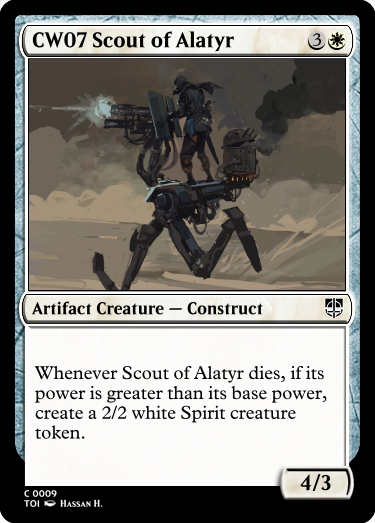 CW07 Scout of Alatyr 3
Artifact Creature — Construct
Whenever Scout of Alatyr dies, if its
power is greater than its base power,
create a 2/2 white Spirit creature
token.
4/3
C 0009
TOI HASSAN H.